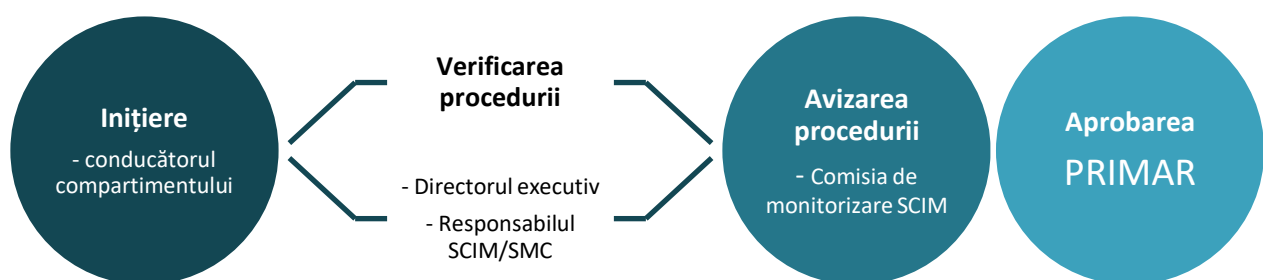 Inițiere
- conducătorul
compartimentului
Verificarea
procedurii
- Directorul executiv
- Responsabilul
SCIM/SMC
Avizarea
procedurii
- Comisia de
monitorizare SCIM
Aprobarea
PRIMAR